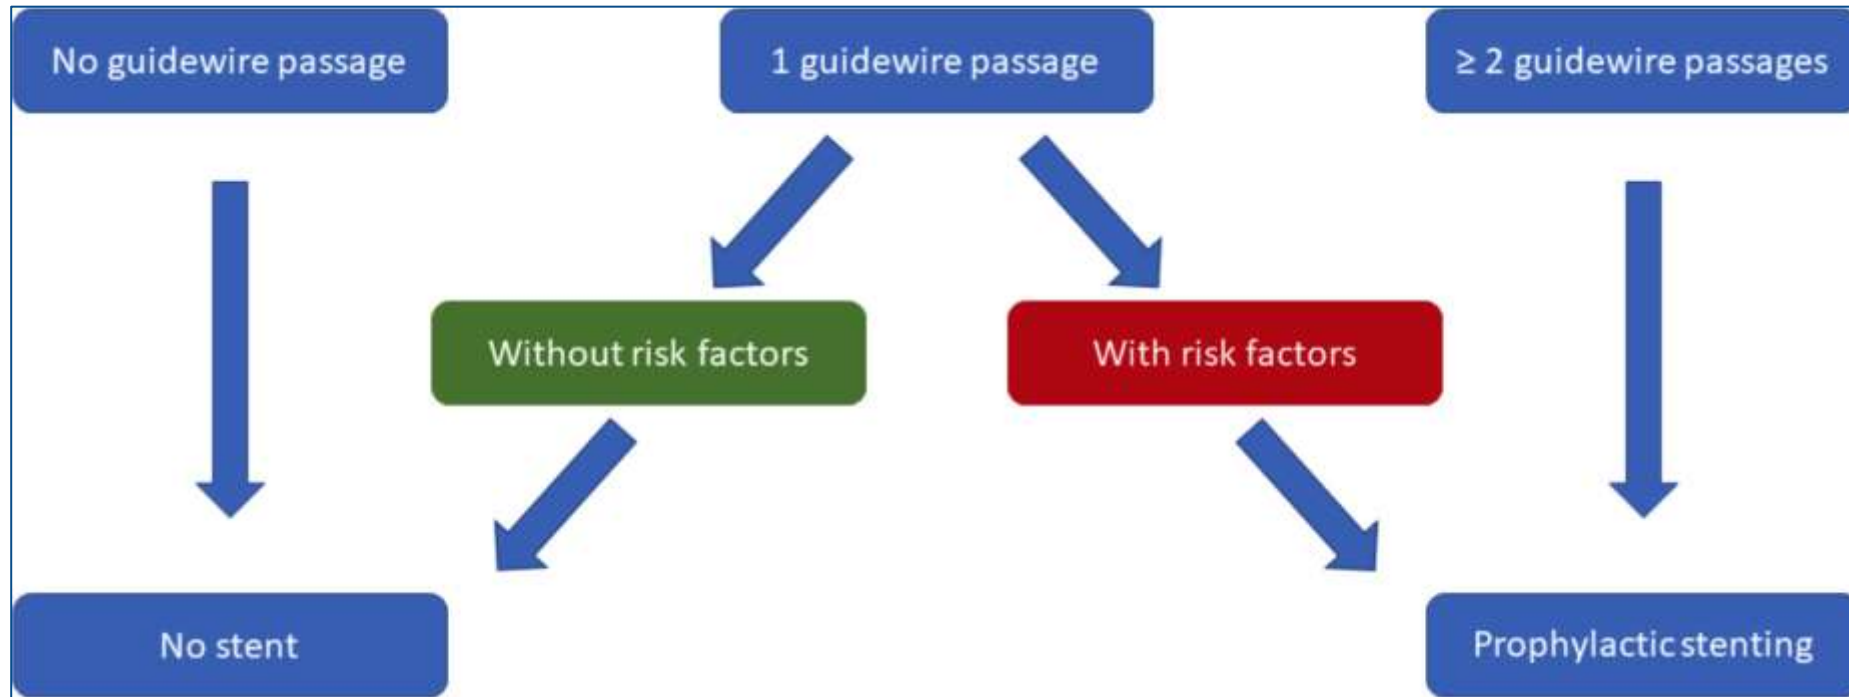 No guidewire passage
1 guidewire passage
≥ 2 guidewire passages
Without risk factors
With risk factors
No stent
Prophylactic stenting